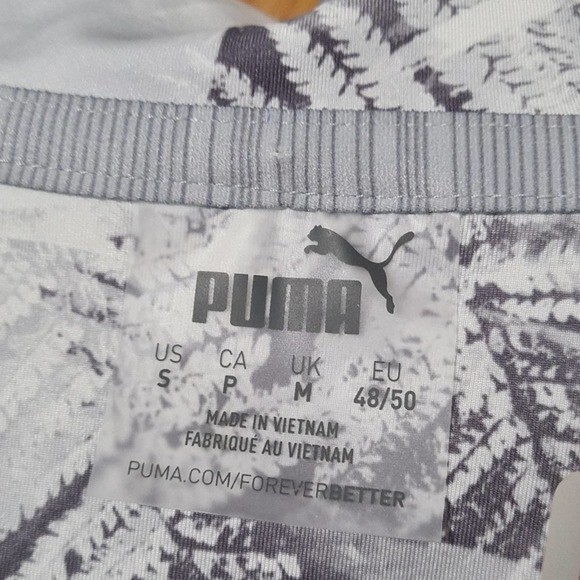 PUMA
US CA UK EU
S P M 48/50
MADE IN VIETNAM
FABRIQUÉ AU VIETNAM
PUMA.COM/FOREVERBETTER